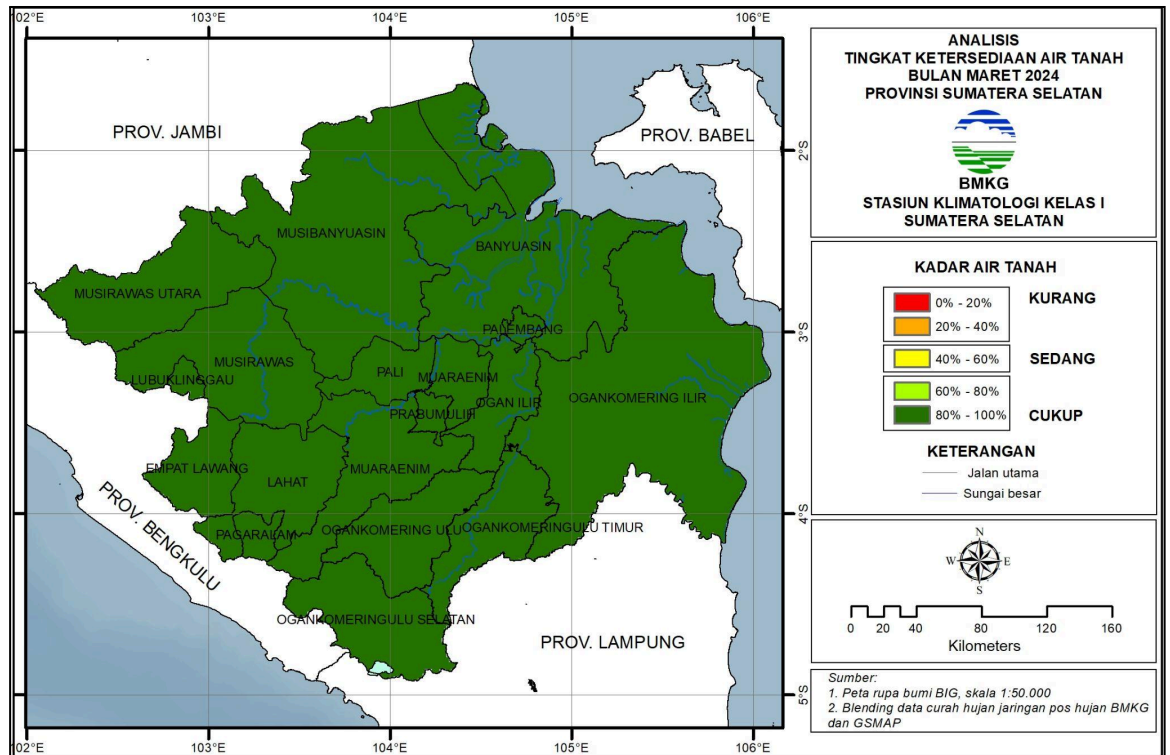 102°E
103°E
104°E
105°E
106°E
2°S
3°S
4°S
5°S
102°E
103°E
104°E
105°E
106°E
PROV. JAMBI
PROV. BABEL
MUSIBANYUASIN
BANYUASIN
MUSIRAWAS UTARA
PALEMBANG
MUSIRAWAS
LUBUKLINGGAU
PALI
MUARAENIM
OGANKOMERING ILIR
PRABUMULIH
OGAN ILIR
EMPAT LAWANG
MUARAENIM
LAHAT
PROV. BENGKULU
PAGARALAM
OGANKOMERING ULU
OGANKOMERINGULU TIMUR
OGANKOMERINGULU SELATAN
PROV. LAMPUNG
ANALISIS
TINGKAT KETERSEDIAAN AIR TANAH
BULAN MARET 2024
PROVINSI SUMATERA SELATAN
BMKG
STASIUN KLIMATOLOGI KELAS I
SUMATERA SELATAN
KADAR AIR TANAH
0% - 20%
KURANG
20% - 40%
40% - 60%
SEDANG
60% - 80%
80% - 100%
CUKUP
KETERANGAN
Jalan utama
Sungai besar
N
W
E
S
0 20 40 80 120 160
Kilometers
Sumber:
1. Peta rupa bumi BIG, skala 1:50.000
2. Blending data curah hujan jaringan pos hujan BMKG
dan GSMAP